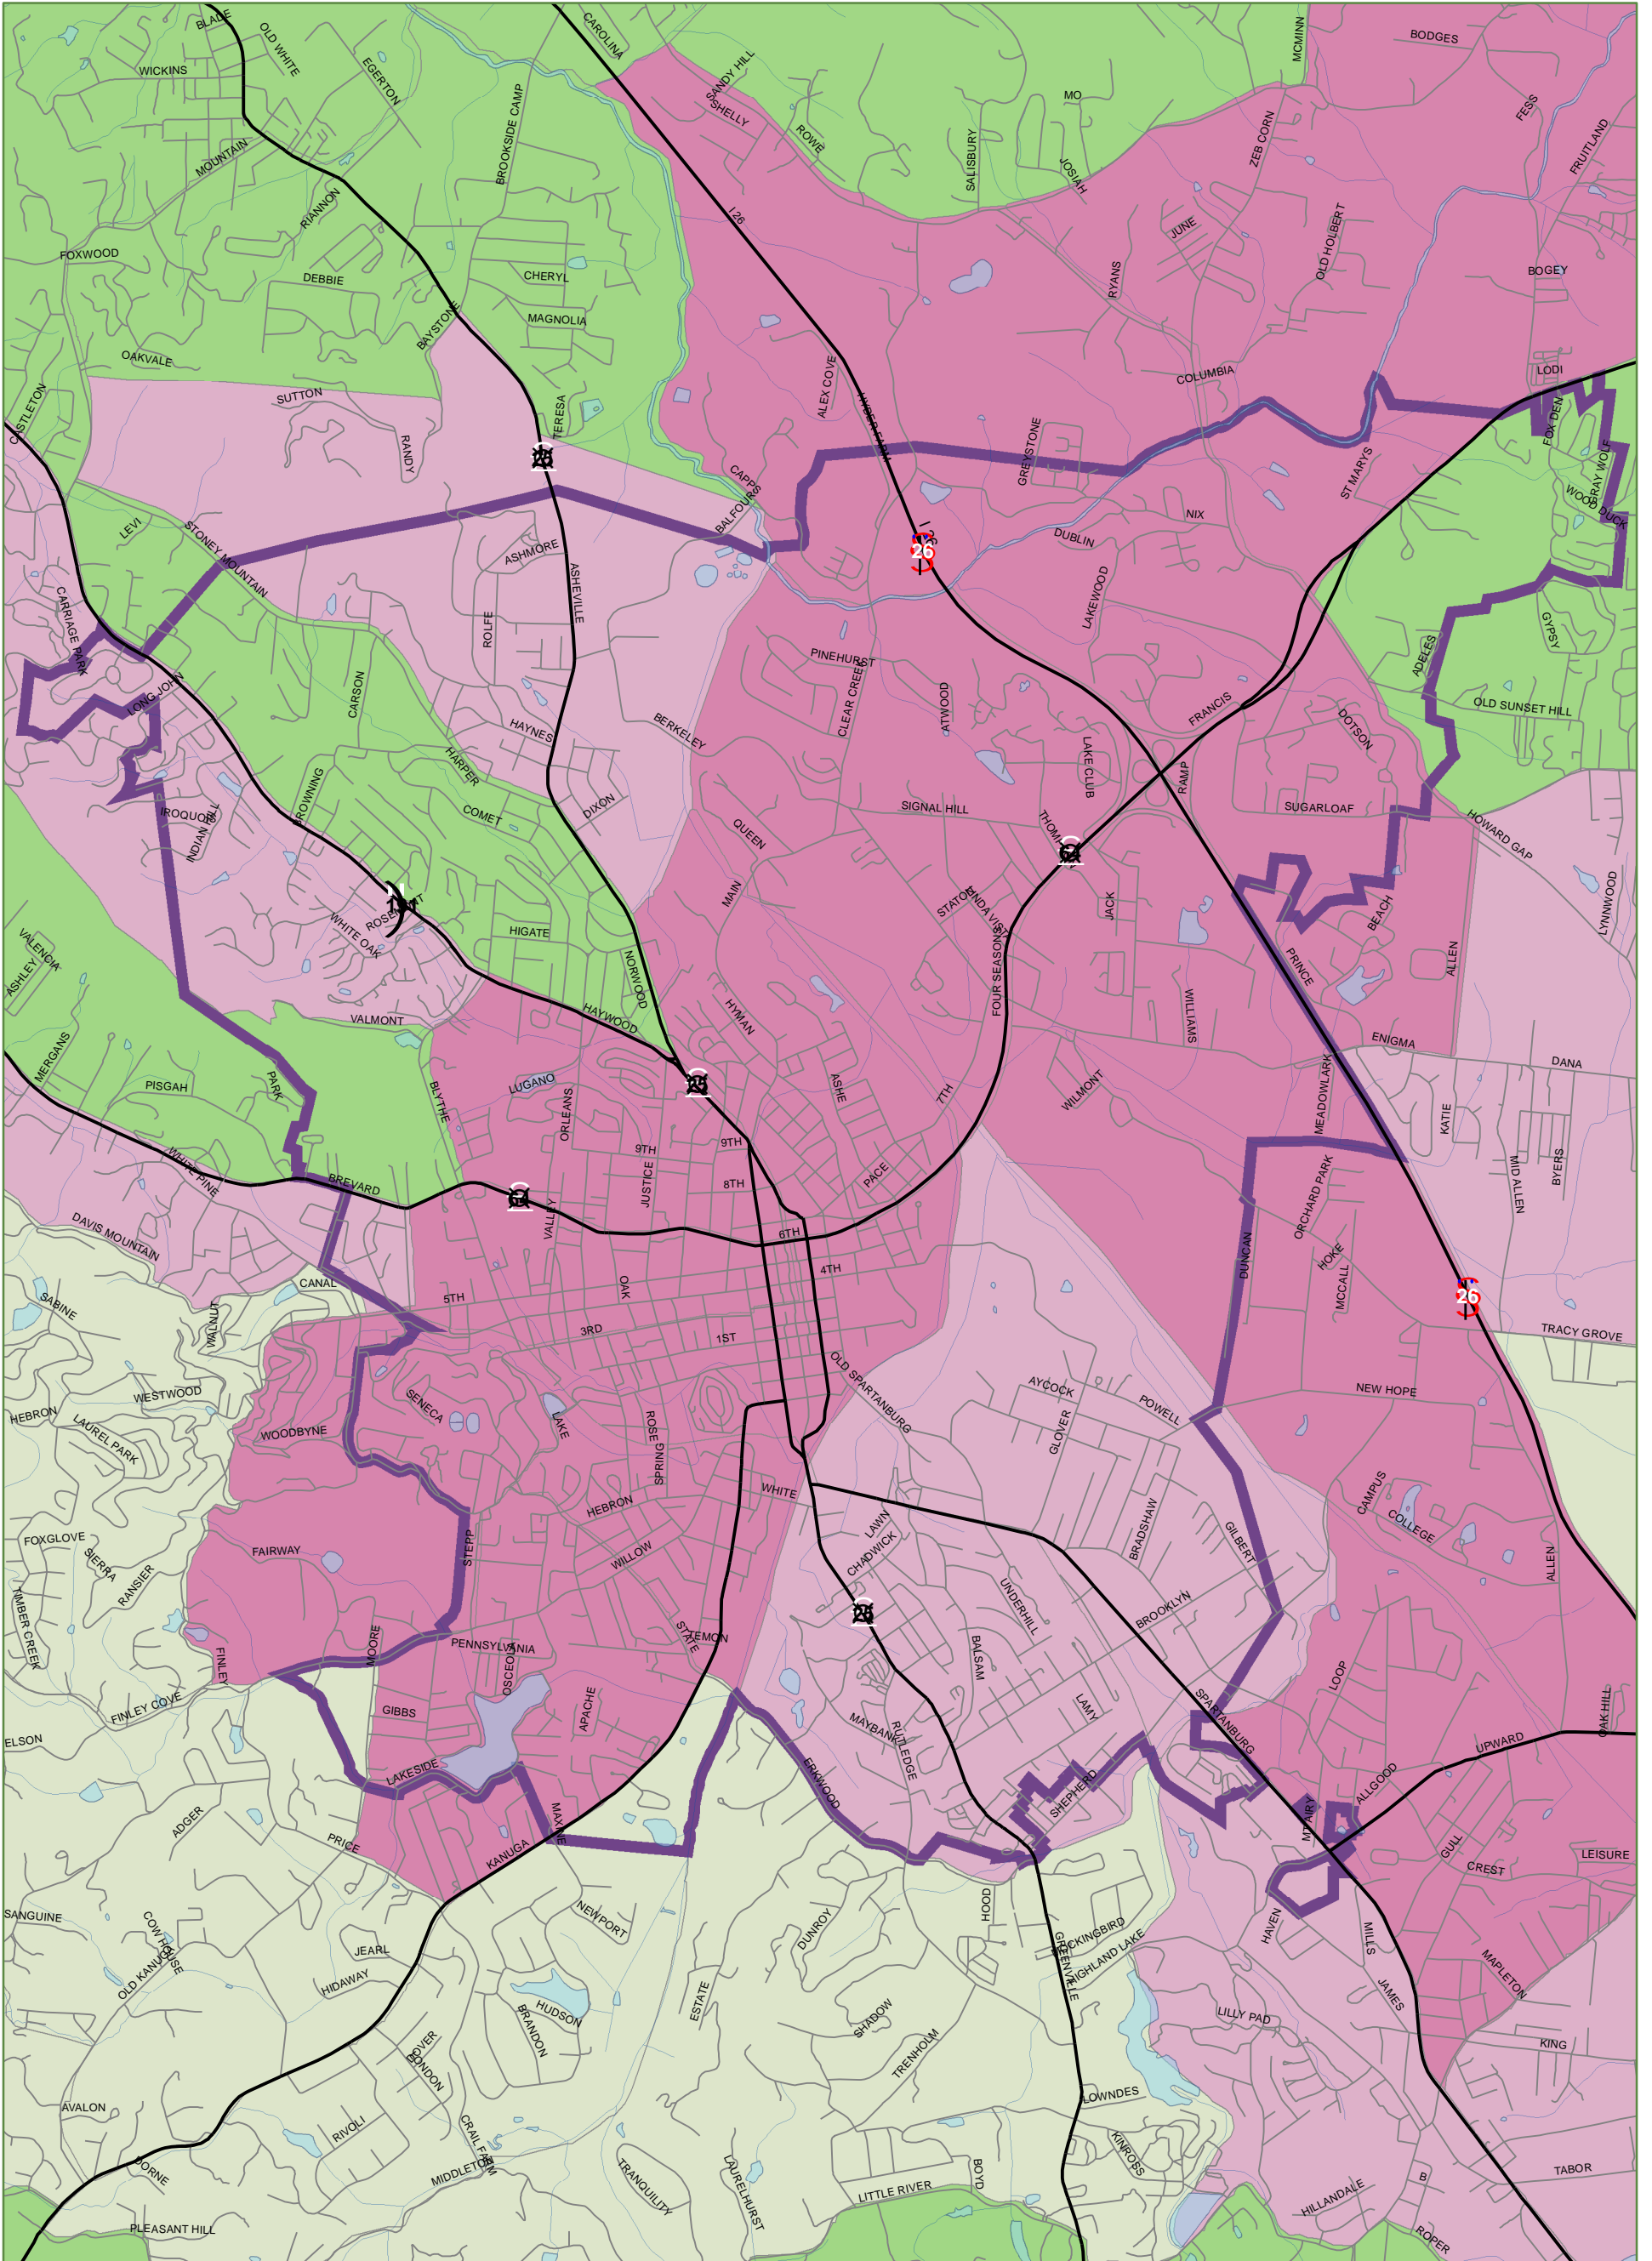 BLADE
OLD WHITE
CAROLINA
MCMINN
BODGES
WICKINS
EGERTON
BROOKSIDE CAMP
SANDY HILL
SHELLY
MO
FESS
ROWE
ZEB CORN
FRUITLAND
MOUNTAIN
SALISBURY
JOSIAH
RIANNON
I 26
JUNE
OLD HOLBERT
FOXWOOD
DEBBIE
CHERYL
RYANS
BOGEY
MAGNOLIA
BAYSTONE
OAKVALE
ALEX COVE
COLUMBIA
LODI
CASTLETON
SUTTON
TERESA
HYDER FARM
FOX DEN
RANDY
GREYSTONE
GRAY WOLF
25
CAPPS
ST MARYS
BALFOUR
WOOD DUCK
LEVI
STONEY MOUNTAIN
NIX
I 26
DUBLIN
26
ASHMORE
ASHEVILLE
LAKEWOOD
CARRIAGE PARK
ROLFE
GYPSY
PINEHURST
ADELES
LONG JOHN
CARSON
CLEAR CREEK
ATWOOD
FRANCIS
OLD SUNSET HILL
HAYNES
BERKELEY
DOTSON
HARPER
LAKE CLUB
RAMP
BROWNING
DIXON
SIGNAL HILL
SUGARLOAF
IROQUOIS
INDIAN HILL
COMET
QUEEN
HOWARD GAP
64
MAIN
STATON
LINDA VISTA
JACK
BEACH
LYNNWOOD
191
ROSEMONT
WHITE OAK
HIGATE
FOUR SEASONS
VALENCIA
ASHLEY
NORWOOD
PRINCE
ALLEN
VALMONT
HAYWOOD
HYMAN
WILLIAMS
MERGANS
ENIGMA
DANA
PISGAH
PARK
BLYTHE
LUGANO
25
ASHE
7TH
WILMONT
MEADOWLARK
ORLEANS
KATIE
9TH
9TH
WHITE PINE
BREVARD
JUSTICE
8TH
PACE
ORCHARD PARK
MID ALLEN
BYERS
64
VALLEY
DAVIS MOUNTAIN
6TH
DUNCAN
HOKE
CANAL
OAK
4TH
MCCALL
26
SABINE
5TH
WALNUT
3RD
1ST
TRACY GROVE
OLD SPARTANBURG
WESTWOOD
SENECA
AYCOCK
NEW HOPE
HEBRON
LAUREL PARK
WOODBYNE
LAKE
ROSE
GLOVER
POWELL
SPRING
WHITE
CAMPUS
HEBRON
LAWN
BRADSHAW
COLLEGE
FOXGLOVE
FAIRWAY
STEPP
WILLOW
CHADWICK
GILBERT
SIERRA
RANSIER
ALLEN
TIMBER CREEK
25
UNDERHILL
BROOKLYN
MOORE
PENNSYLVANIA
STATE
TEMON
FINLEY
OSCEOLA
BALSAM
LOOP
FINLEY COVE
GIBBS
APACHE
LAMY
SPARTANBURG
OAK HILL
ELSON
MAYBANK
RUTLEDGE
UPWARD
LAKESIDE
ERKWOOD
SHEPHERD
ALLGOOD
ADGER
MAXINE
MT AIRY
PRICE
KANUGA
GULL
LEISURE
CREST
SANGUINE
COW HOUSE
NEWPORT
DUNROY
HOOD
HAVEN
JEARL
MILLS
OLD KANUGA
GREENVILLE
HIGHLAND LAKE
MAPLETON
HIDAWAY
ESTATE
HUDSON
JAMES
BRANDON
SHADOW
LILLY PAD
KING
TRENHOLM
AVALON
LOWNDES
RIVOLI
CRAIL FARM
KINROSS
DORNE
MIDDLETON
TRANQUILITY
LAURELHURST
BOYD
TABOR
LITTLE RIVER
B
HILLANDALE
PLEASANT HILL
ROPER